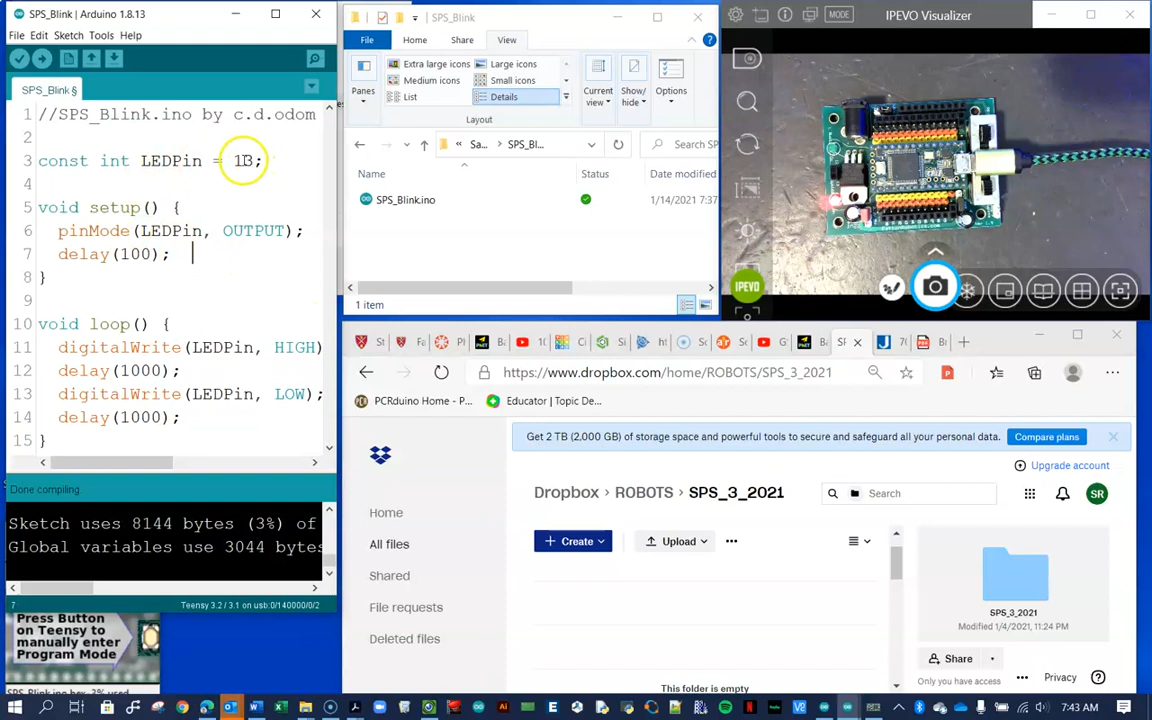 SPS_Blink | Arduino 1.8.13
File Edit Sketch Tools Help
SPS_Blink §
1 //SPS_Blink.ino by c.d.odom
2
3 const int LEDPin = 13;
4
5 void setup() {
6 pinMode(LEDPin, OUTPUT);
7 delay(100);
8 }
9
10 void loop() {
11 digitalWrite(LEDPin, HIGH)
12 delay(1000);
13 digitalWrite(LEDPin, LOW);
14 delay(1000);
15 }
Done compiling.
Sketch uses 8144 bytes (3%) of
Global variables use 3044 bytes
7 Teensy 3.2 / 3.1 on usb:0/140000/0/2
Press Button
on Teensy to
manually enter
Program Mode
SPS_Blink.hex, 3% used
SPS_Blink
File Home Share View
Panes
Extra large icons Large icons
Medium icons Small icons
List Details
Current view
Show/hide
Options
Layout
Sa... SPS_Bl... Search
Name Status Date modified
SPS_Blink.ino 1/14/2021 7:37
1 item
MODE IPEVO Visualizer
IPEVO
https://www.dropbox.com/home/ROBOTS/SPS_3_2021
PCRduino Home - P... Educator | Topic De...
Get 2 TB (2,000 GB) of storage space and powerful tools to secure and safeguard all your personal data. Compare plans
Upgrade account
Dropbox > ROBOTS > SPS_3_2021 Search SR
Home
All files
Shared
File requests
Deleted files
+ Create Upload
This folder is empty
SPS_3_2021
Modified 1/4/2021, 11:24 PM
Share
Only you have access
Privacy
7:43 AM